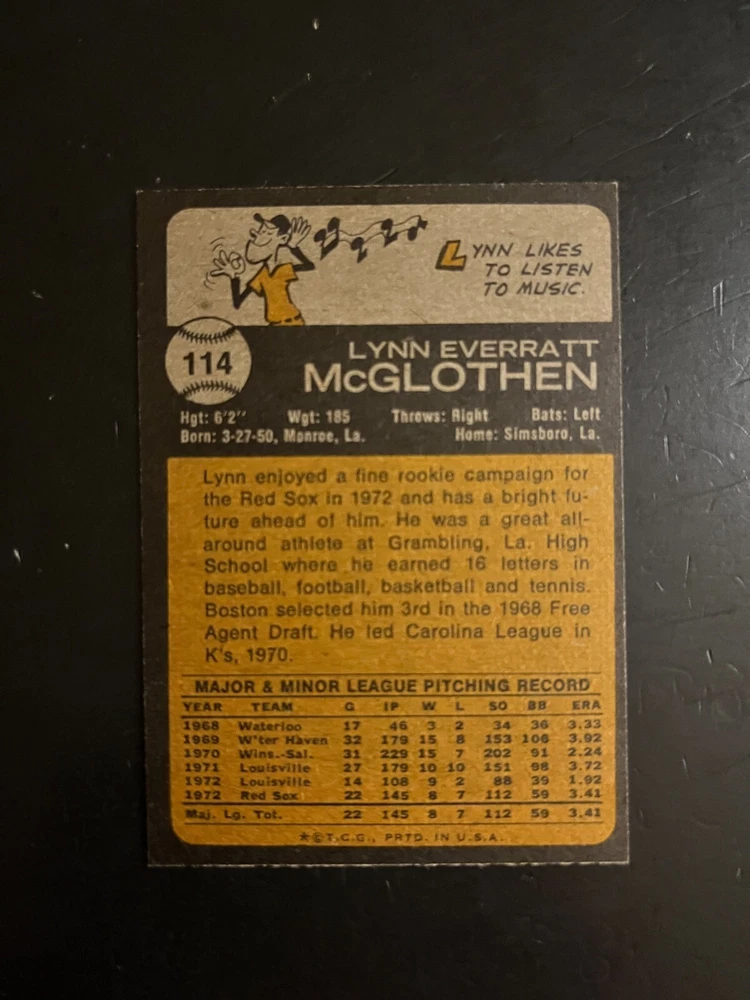 LYNN LIKES
TO LISTEN
TO MUSIC.
114
LYNN EVERRATT
McGLOTHEN
Hgt: 6'2" Wgt: 185 Throws: Right Bats: Left
Born: 3-27-50, Monroe, La. Home: Simsboro, La.
Lynn enjoyed a fine rookie campaign for
the Red Sox in 1972 and has a bright fu-
ture ahead of him. He was a great all-
around athlete at Grambling, La. High
School where he earned 16 letters in
baseball, football, basketball and tennis.
Boston selected him 3rd in the 1968 Free
Agent Draft. He led Carolina League in
K's, 1970.
MAJOR & MINOR LEAGUE PITCHING RECORD
YEAR TEAM G IP W L SO BB ERA
1968 Waterloo 17 46 3 2 34 36 3.33
1969 W'ter Haven 32 179 15 8 153 106 3.02
1970 Wins.-Sal. 31 229 15 7 202 91 2.24
1971 Louisville 27 179 10 10 151 98 3.72
1972 Louisville 14 108 9 2 88 39 1.92
1972 Red Sox 22 145 8 7 112 59 3.41
Maj. Lg. Tot. 22 145 8 7 112 59 3.41
*©T.C.G., PRTD. IN U.S.A.